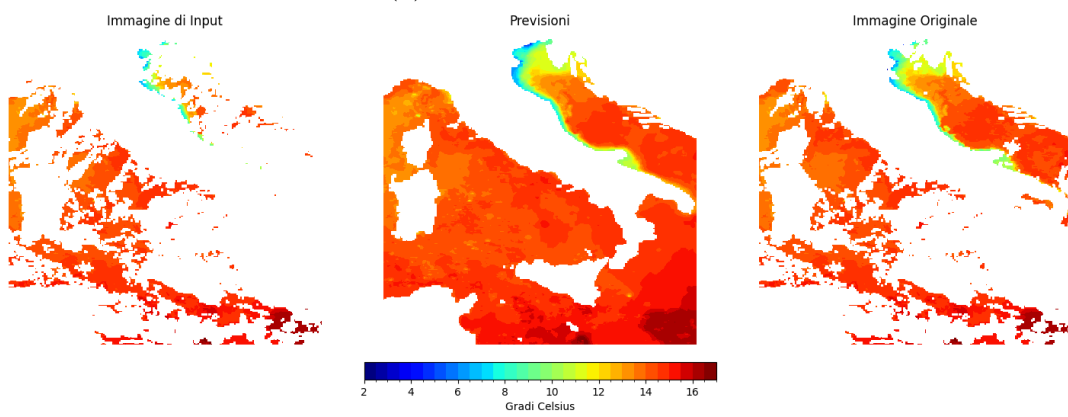 Immagine di Input
Previsioni
Immagine Originale
2 4 6 8 10 12 14 16
Gradi Celsius